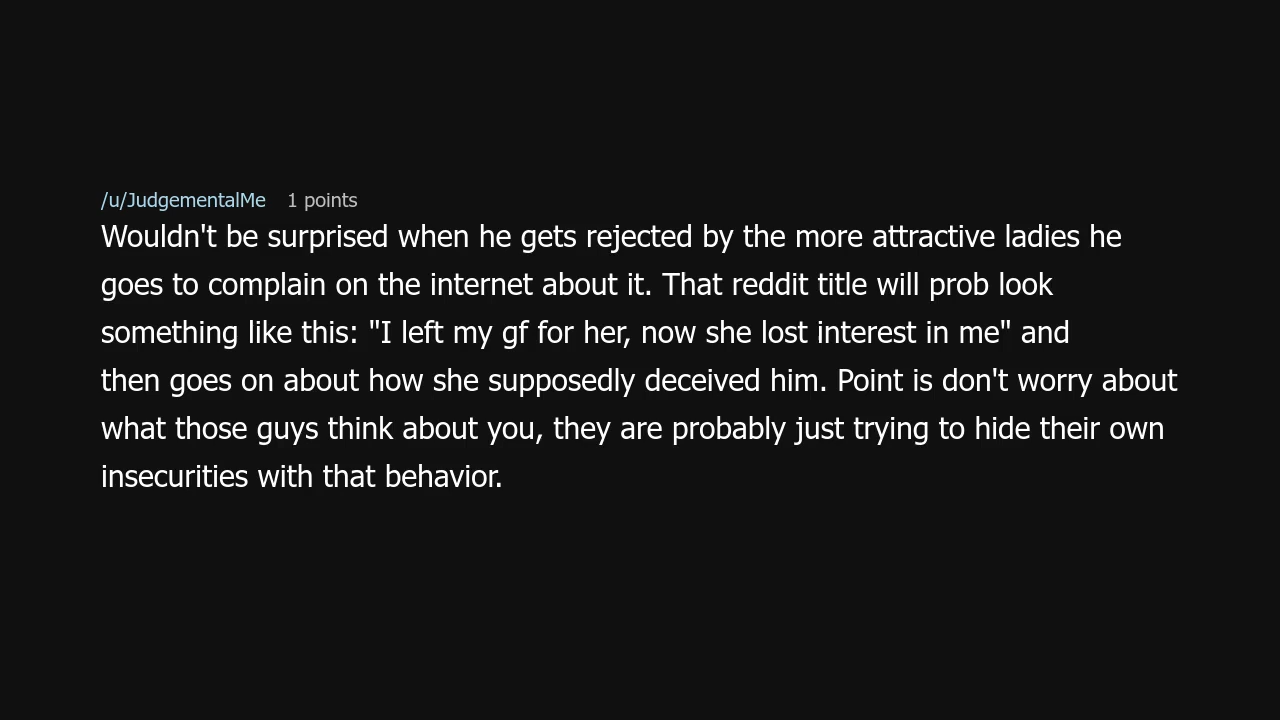 /u/JudgementalMe 1 points
Wouldn't be surprised when he gets rejected by the more attractive ladies he
goes to complain on the internet about it. That reddit title will prob look
something like this: "I left my gf for her, now she lost interest in me" and
then goes on about how she supposedly deceived him. Point is don't worry about
what those guys think about you, they are probably just trying to hide their own
insecurities with that behavior.